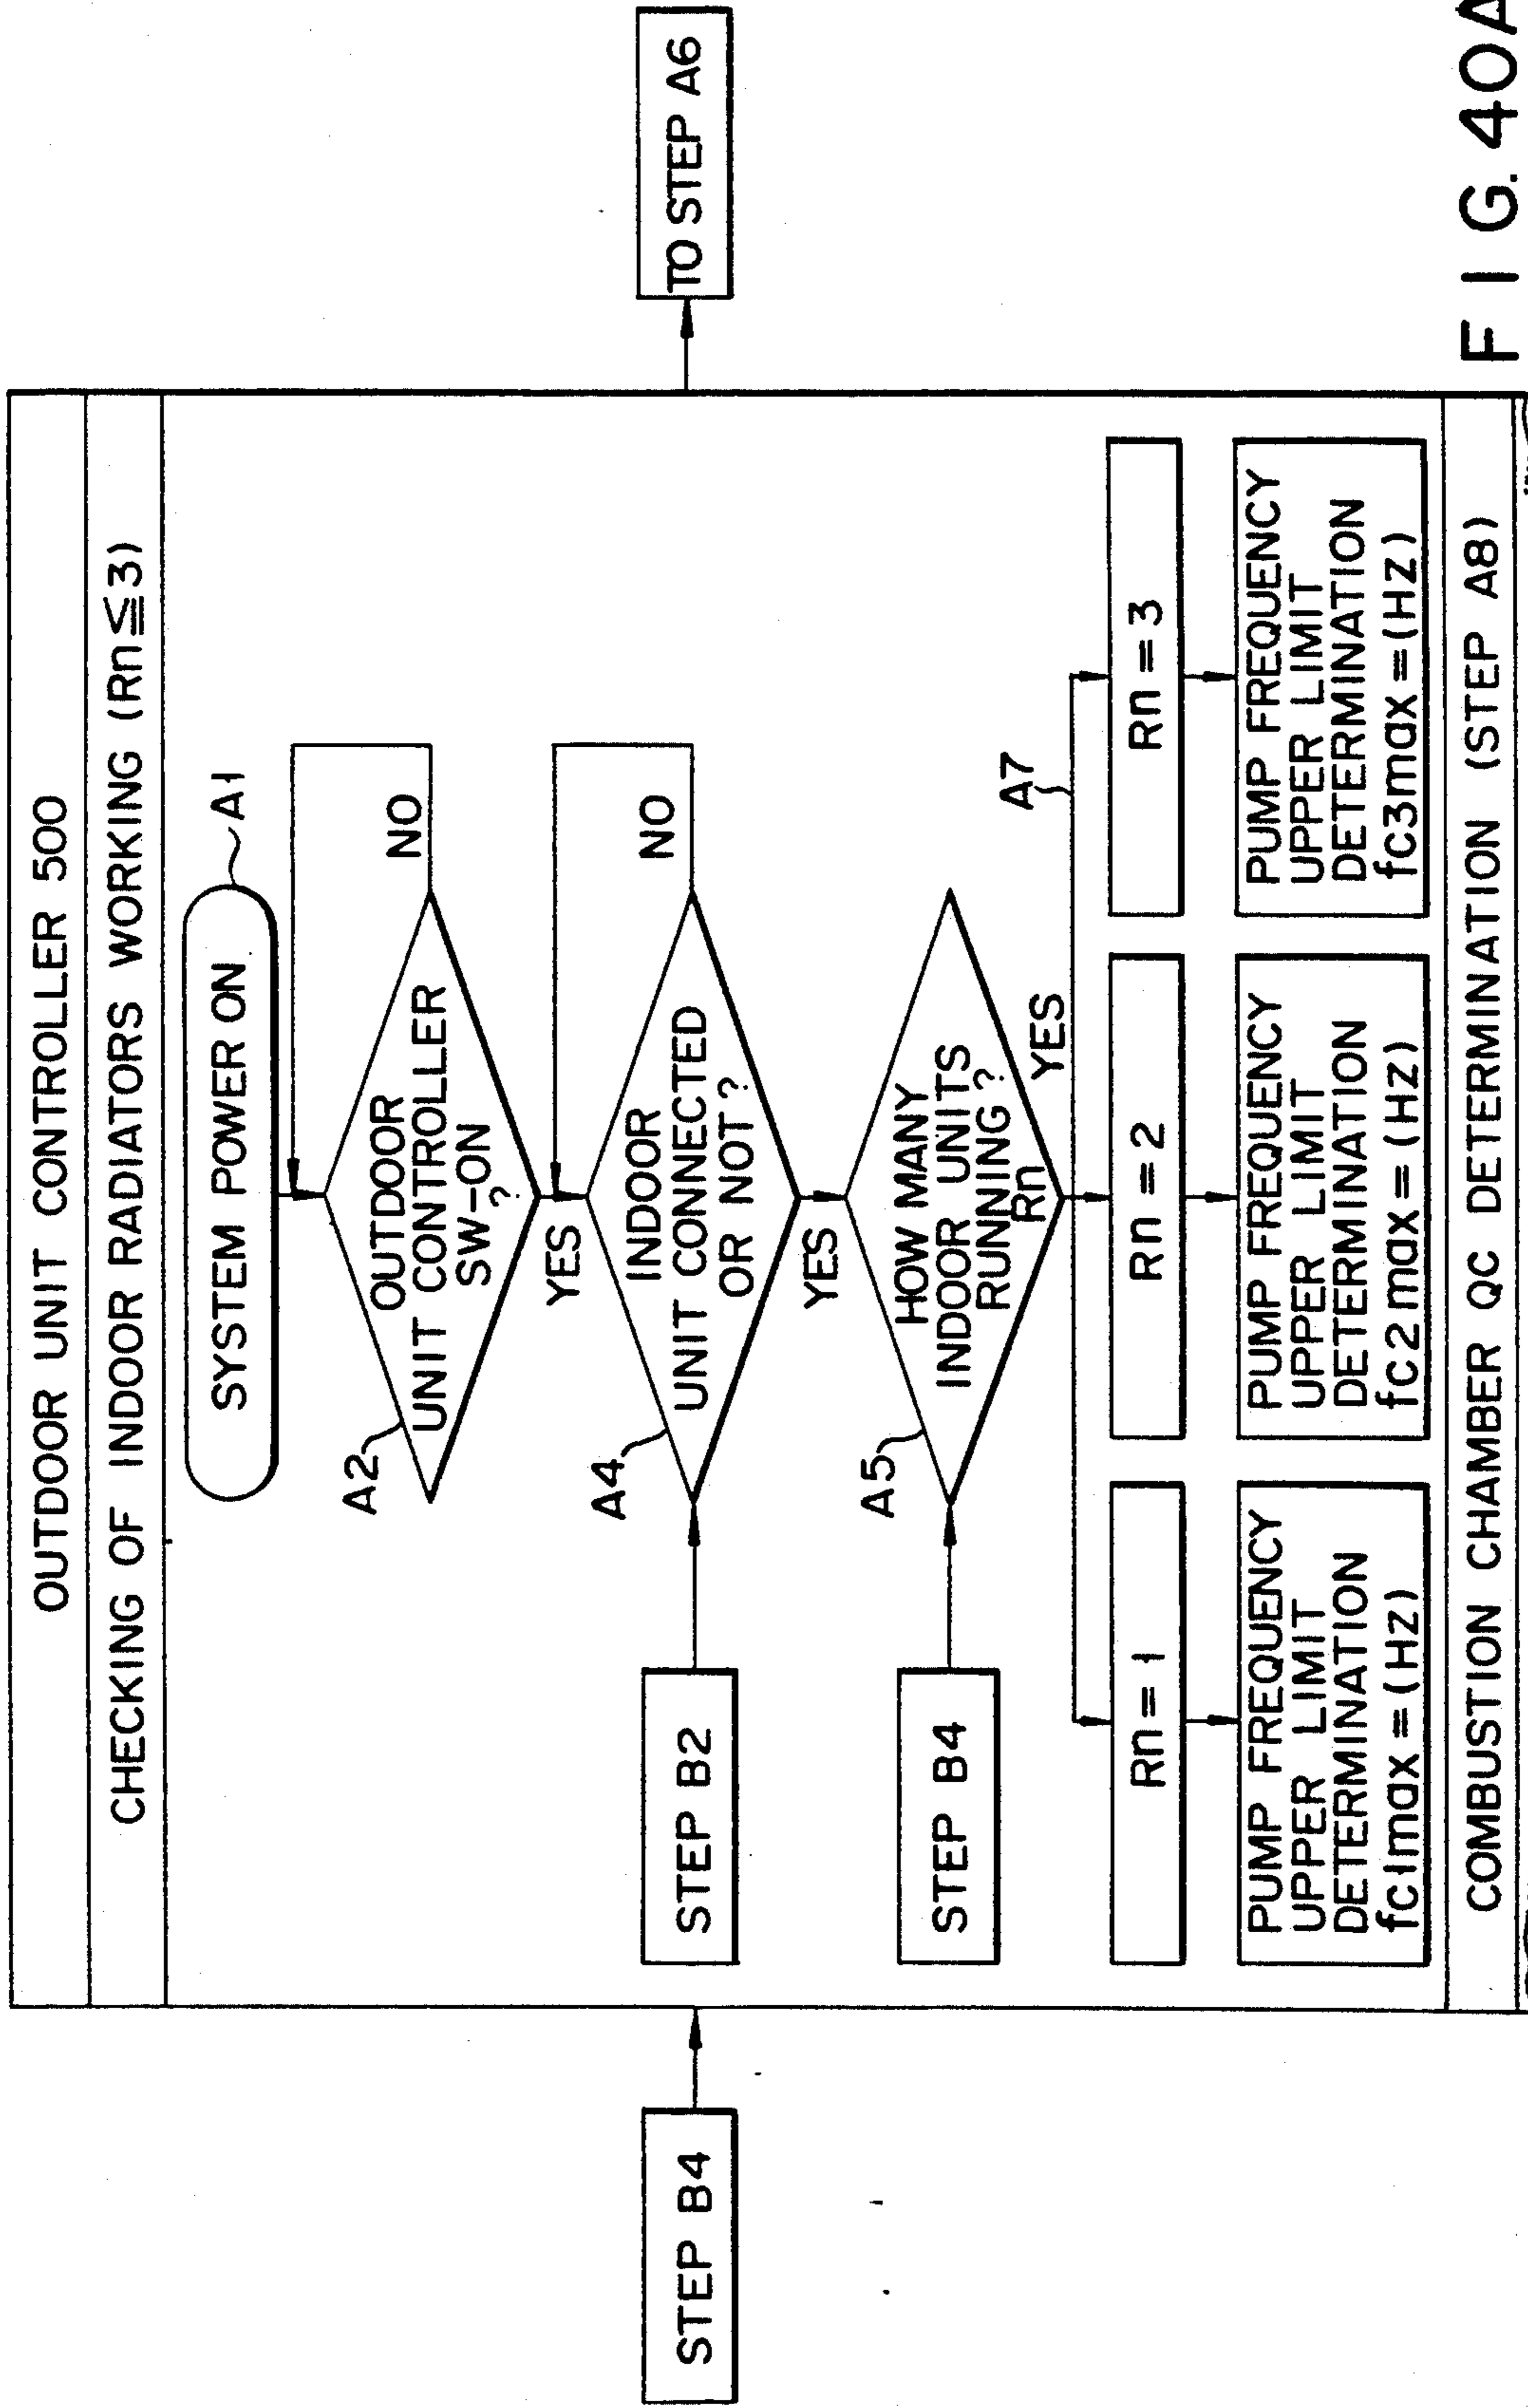 OUTDOOR UNIT CONTROLLER 500
CHECKING OF INDOOR RADIATORS WORKING (Rn≦3)
SYSTEM POWER ON
A1
A2
OUTDOOR
UNIT CONTROLLER
SW-ON
?
NO
YES
STEP B4
STEP B2
A4
INDOOR
UNIT CONNECTED
OR NOT?
NO
TO STEP A6
YES
STEP B4
A5
HOW MANY
INDOOR UNITS
RUNNING?
Rn
YES
A7
Rn=1
Rn=2
Rn=3
PUMP FREQUENCY
UPPER LIMIT
DETERMINATION
fc1max=(Hz)
PUMP FREQUENCY
UPPER LIMIT
DETERMINATION
fc2max=(Hz)
PUMP FREQUENCY
UPPER LIMIT
DETERMINATION
fc3max=(Hz)
COMBUSTION CHAMBER QC DETERMINATION (STEP A8)
FIG. 40A